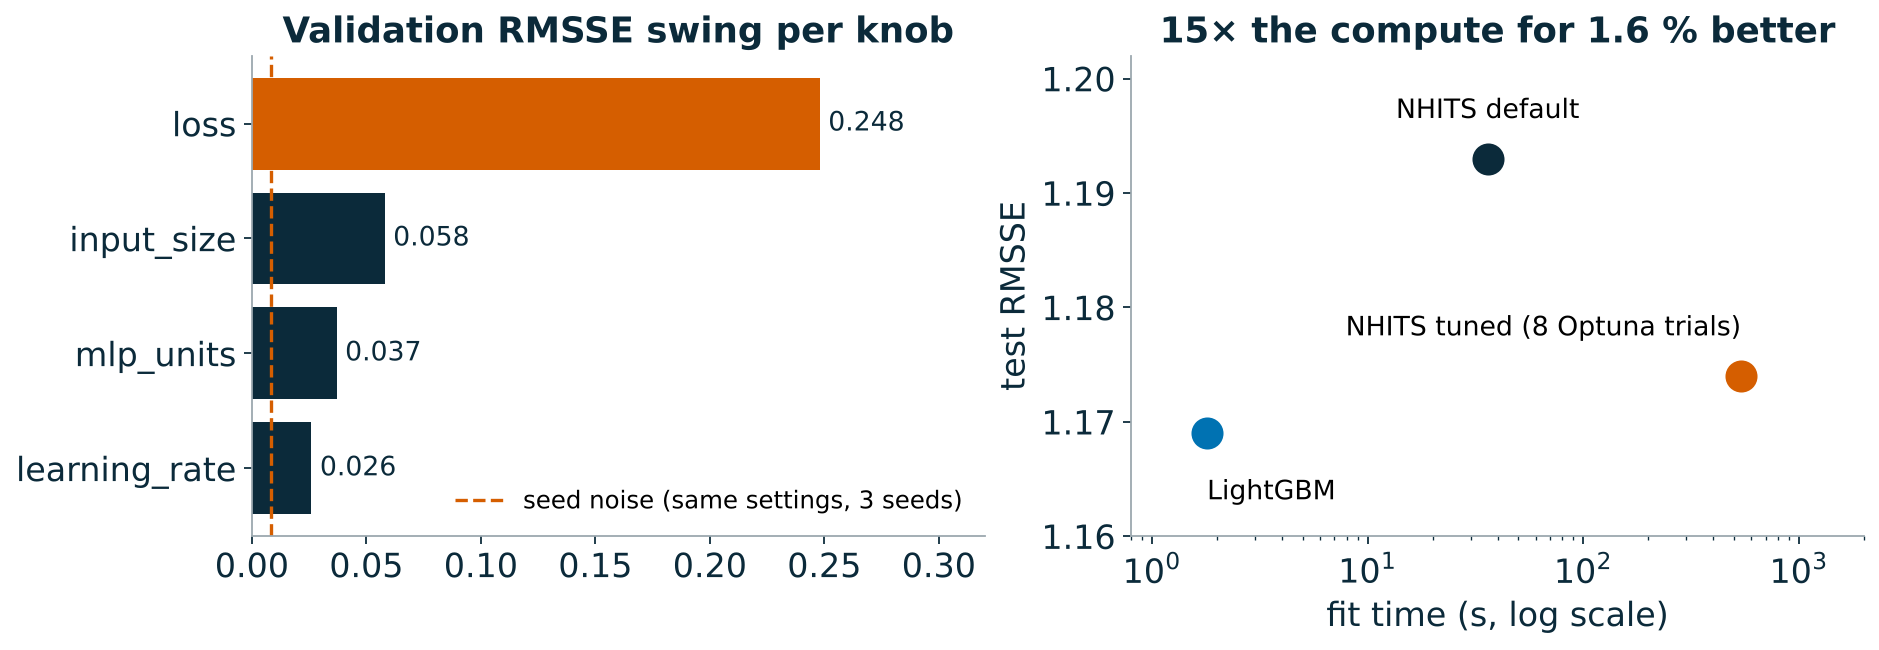 Validation RMSSE swing per knob
loss
0.248
input_size
0.058
mlp_units
0.037
learning_rate
0.026
seed noise (same settings, 3 seeds)
0.00 0.05 0.10 0.15 0.20 0.25 0.30
15× the compute for 1.6 % better
test RMSSE
1.20
1.19
1.18
1.17
1.16
NHITS default
NHITS tuned (8 Optuna trials)
LightGBM
10⁰ 10¹ 10² 10³
fit time (s, log scale)